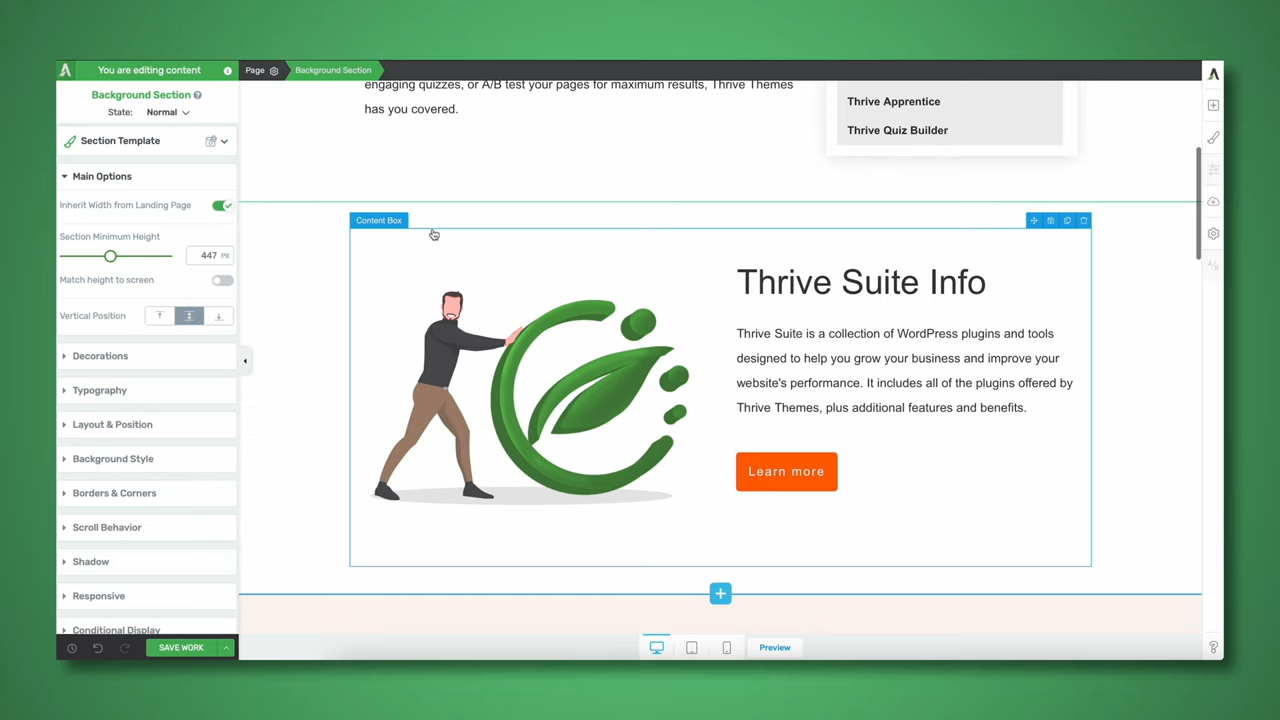 You are editing content
Page
Background Section
Background Section
State: Normal
Section Template
Main Options
Inherit Width from Landing Page
Section Minimum Height
447 PX
Match height to screen
Vertical Position
Decorations
Typography
Layout & Position
Background Style
Borders & Corners
Scroll Behavior
Shadow
Responsive
Conditional Display
SAVE WORK
engaging quizzes, or A/B test your pages for maximum results, Thrive Themes
has you covered.
Thrive Apprentice
Thrive Quiz Builder
Content Box
Thrive Suite Info
Thrive Suite is a collection of WordPress plugins and tools
designed to help you grow your business and improve your
website's performance. It includes all of the plugins offered by
Thrive Themes, plus additional features and benefits.
Learn more
Preview
A/B